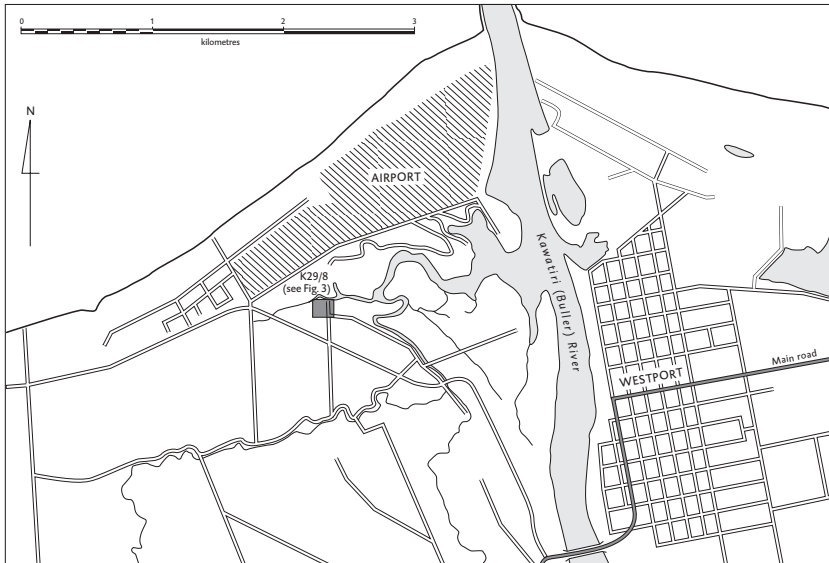 0 1 2 3
kilometres
N
AIRPORT
K29/8
(see Fig. 3)
Kawatiri (Buller) River
Main road
WESTPORT